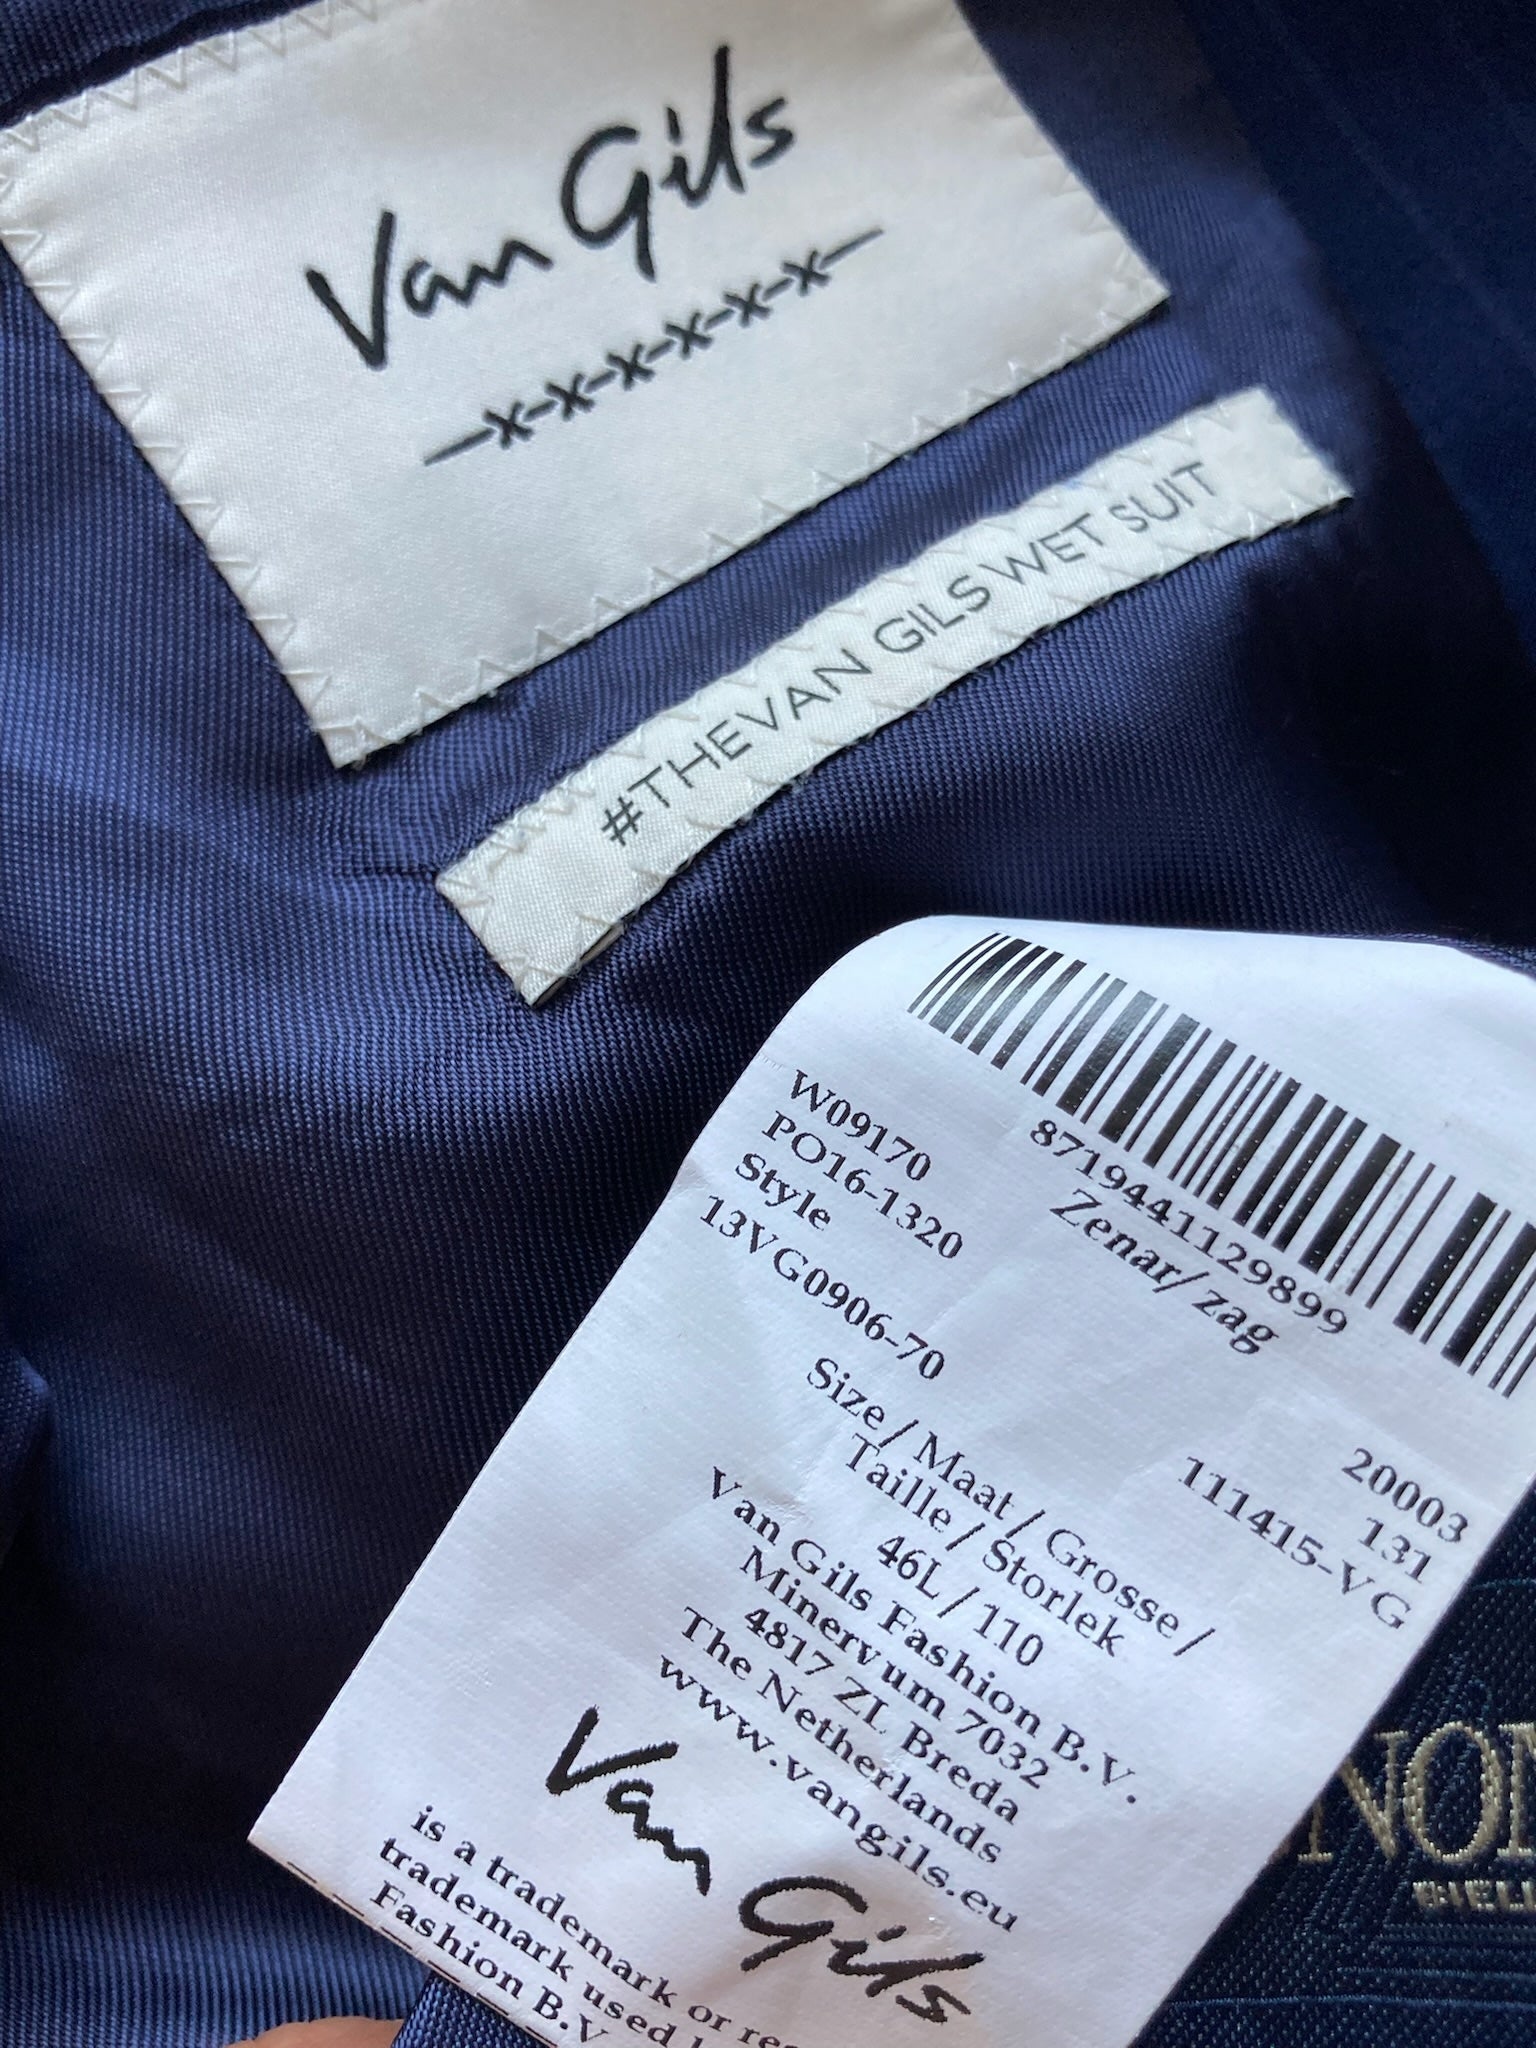 Van Gils
—x—x—x—x—x—x—
#THEVAN GILS WET SUIT
8719441129899
W09170
Zenar/ zag
PO16-1320
Style
13VG0906-70
20003
131
111415-VG
Size / Maat / Grosse /
Taille / Storlek
46L / 110
Van Gils Fashion B.V.
Minervum 7032
4817 ZL Breda
The Netherlands
www.vangils.eu
Van Gils
is a trademark or
trademark used
Fashion B.V